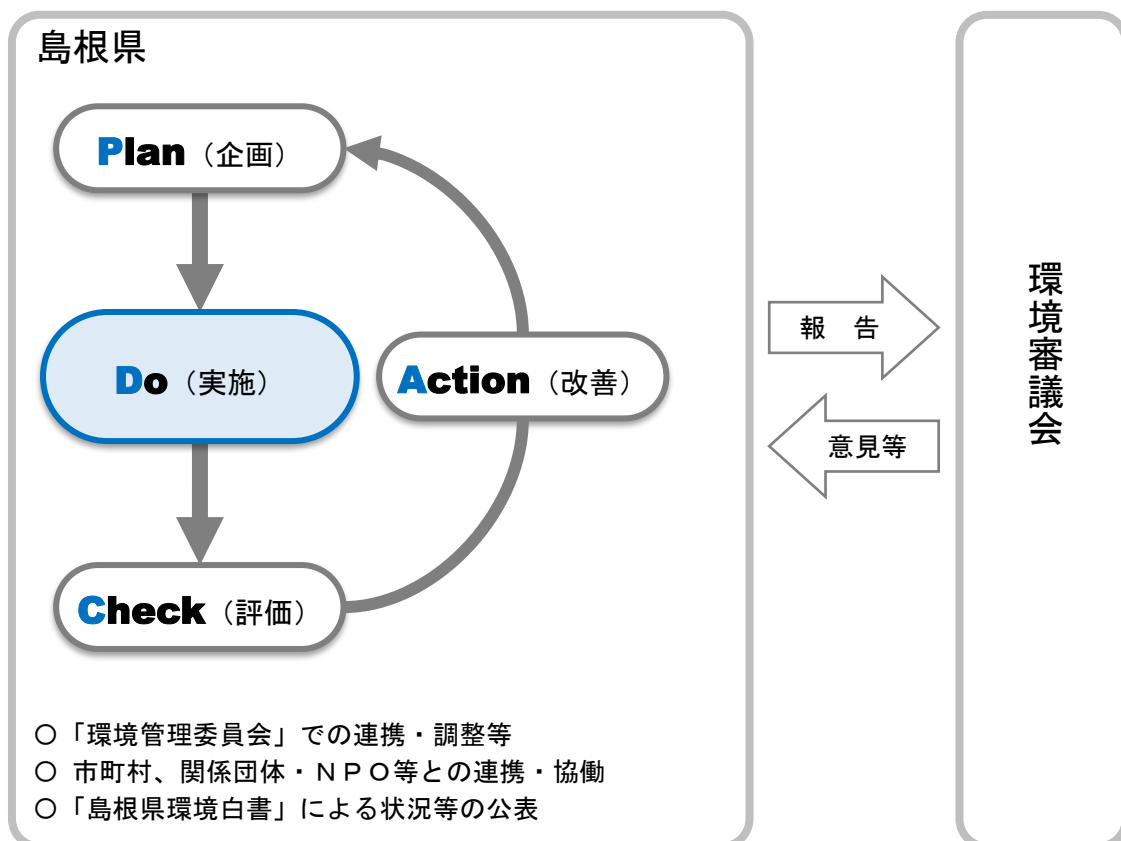 島根県
Plan（企画）
Do（実施）
Action（改善）
Check（評価）
○「環境管理委員会」での連携・調整等
○ 市町村、関係団体・ＮＰＯ等との連携・協働
○「島根県環境白書」による状況等の公表
報　告
意見等
環境審議会